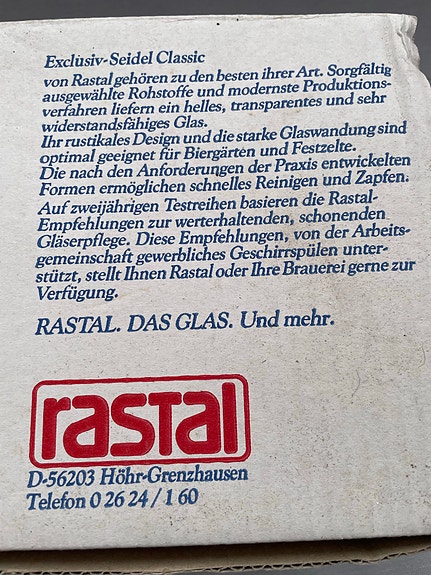 Exclusiv-Seidel Classic
von Rastal gehören zu den besten ihrer Art. Sorgfältig
ausgewählte Rohstoffe und modernste Produktions-
verfahren liefern ein helles, transparentes und sehr
widerstandsfähiges Glas.
Ihr rustikales Design und die starke Glaswandung sind
optimal geeignet für Biergärten und Festzelte.
Die nach den Anforderungen der Praxis entwickelten
Formen ermöglichen schnelles Reinigen und Zapfen.
Auf zweijährigen Testreihen basieren die Rastal-
Empfehlungen zur werterhaltenden, schonenden
Gläserpflege. Diese Empfehlungen, von der Arbeits-
gemeinschaft gewerbliches Geschirrspülen unter-
stützt, stellt Ihnen Rastal oder Ihre Brauerei gerne zur
Verfügung.
RASTAL. DAS GLAS. Und mehr.
rastal
D-56203 Höhr-Grenzhausen
Telefon 0 26 24 / 1 60